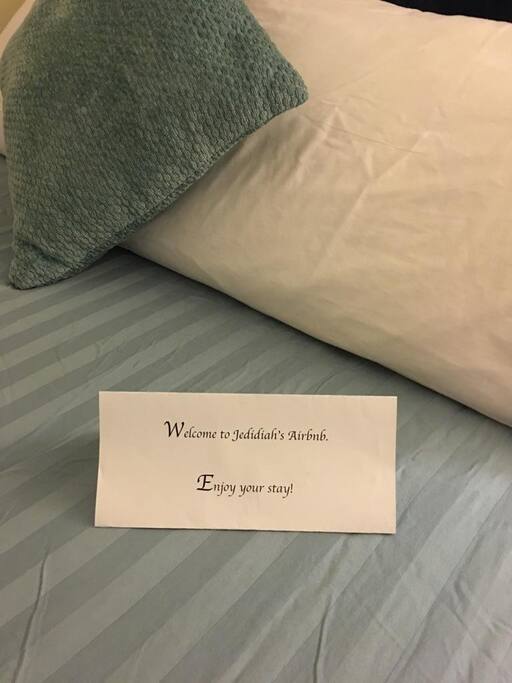 Welcome to Jedidiah's Airbnb.
Enjoy your stay!